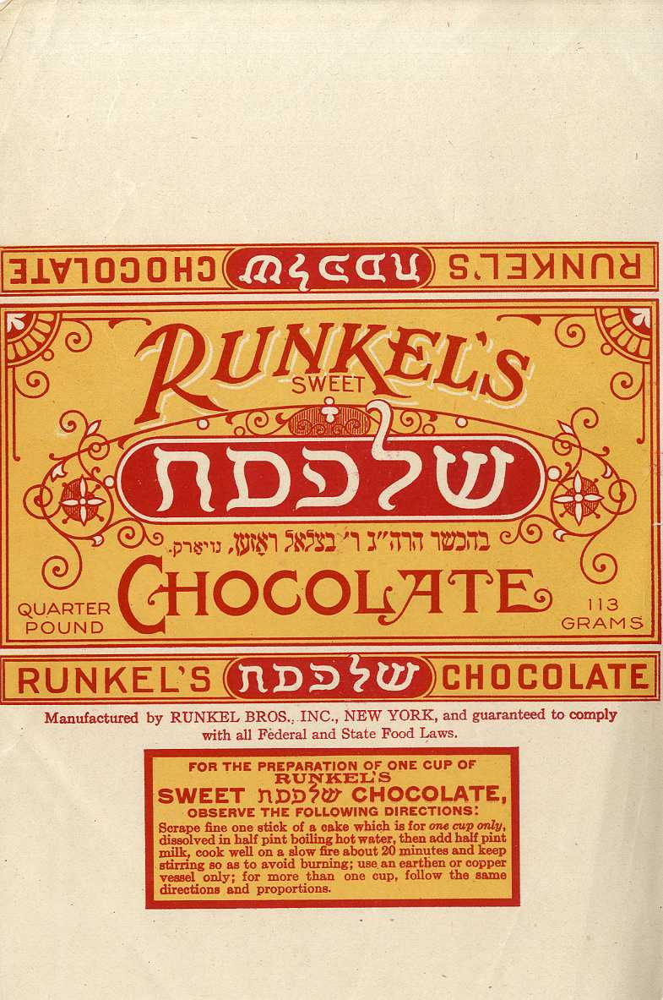 RUNKEL'S שלפסח CHOCOLATE
RUNKEL'S
SWEET
שלפסח
בהכשר הרה"ג ר' בצלאל ראָזען, נויאָרק.
CHOCOLATE
QUARTER
POUND
113
GRAMS
RUNKEL'S שלפסח CHOCOLATE
Manufactured by RUNKEL BROS., INC., NEW YORK, and guaranteed to comply
with all Federal and State Food Laws.
FOR THE PREPARATION OF ONE CUP OF
RUNKEL'S
SWEET שלפסח CHOCOLATE,
OBSERVE THE FOLLOWING DIRECTIONS:
Scrape fine one stick of a cake which is for one cup only,
dissolved in half pint boiling hot water, then add half pint
milk, cook well on a slow fire about 20 minutes and keep
stirring so as to avoid burning; use an earthen or copper
vessel only; for more than one cup, follow the same
directions and proportions.